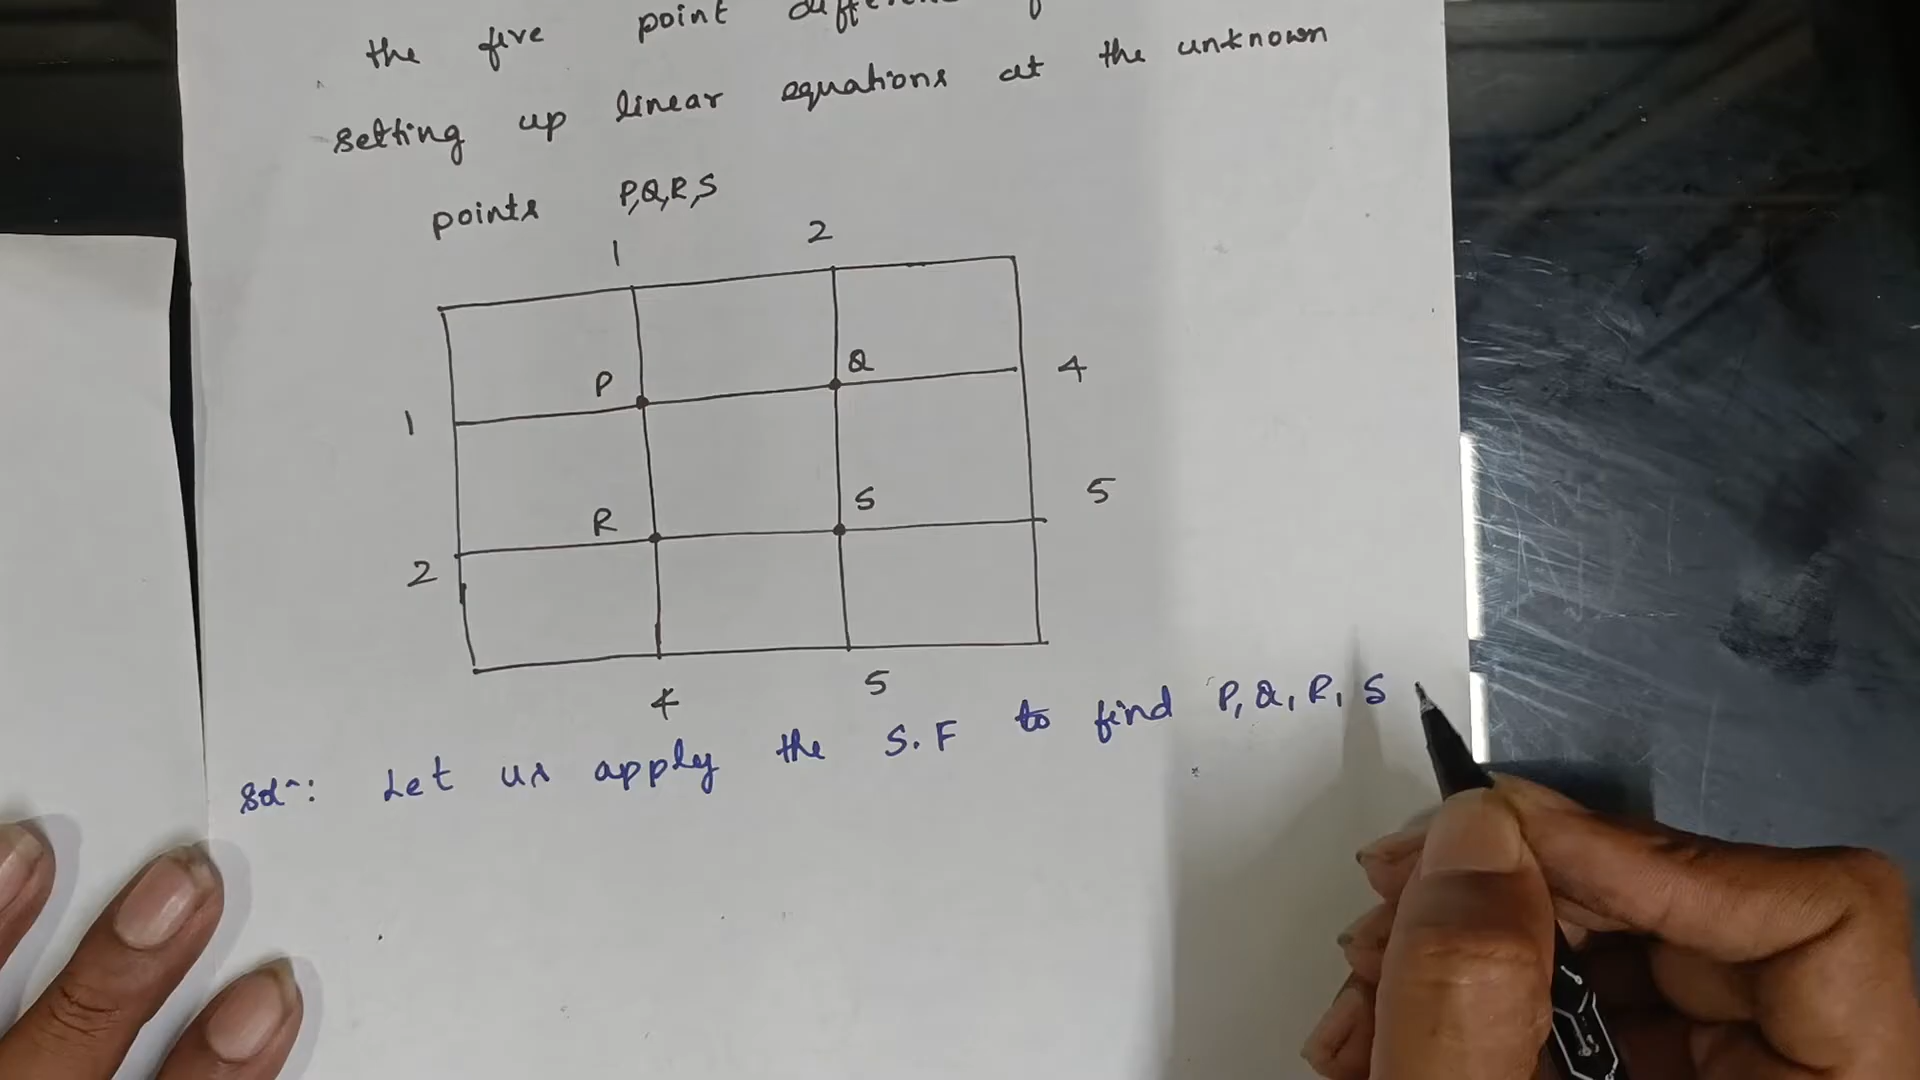 the five point
setting up linear equations at the unknown
points P,Q,R,S
1 2
P Q 4
1
R S 5
2
4 5
Sol^n: Let us apply the S.F to find P, Q, R, S